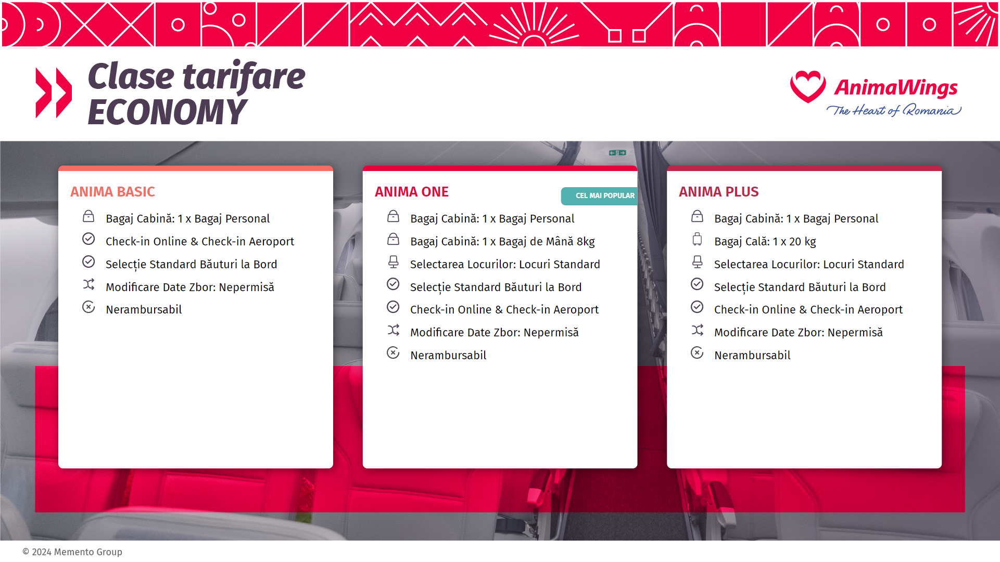 Clase tarifare
ECONOMY
AnimaWings
The Heart of Romania
ANIMA BASIC
Bagaj Cabină: 1 x Bagaj Personal
Check-in Online & Check-in Aeroport
Selecție Standard Băuturi la Bord
Modificare Date Zbor: Nepermisă
Nerambursabil
ANIMA ONE
CEL MAI POPULAR
Bagaj Cabină: 1 x Bagaj Personal
Bagaj Cabină: 1 x Bagaj de Mână 8kg
Selectarea Locurilor: Locuri Standard
Selecție Standard Băuturi la Bord
Check-in Online & Check-in Aeroport
Modificare Date Zbor: Nepermisă
Nerambursabil
ANIMA PLUS
Bagaj Cabină: 1 x Bagaj Personal
Bagaj Cală: 1 x 20 kg
Selectarea Locurilor: Locuri Standard
Selecție Standard Băuturi la Bord
Check-in Online & Check-in Aeroport
Modificare Date Zbor: Nepermisă
Nerambursabil
© 2024 Memento Group